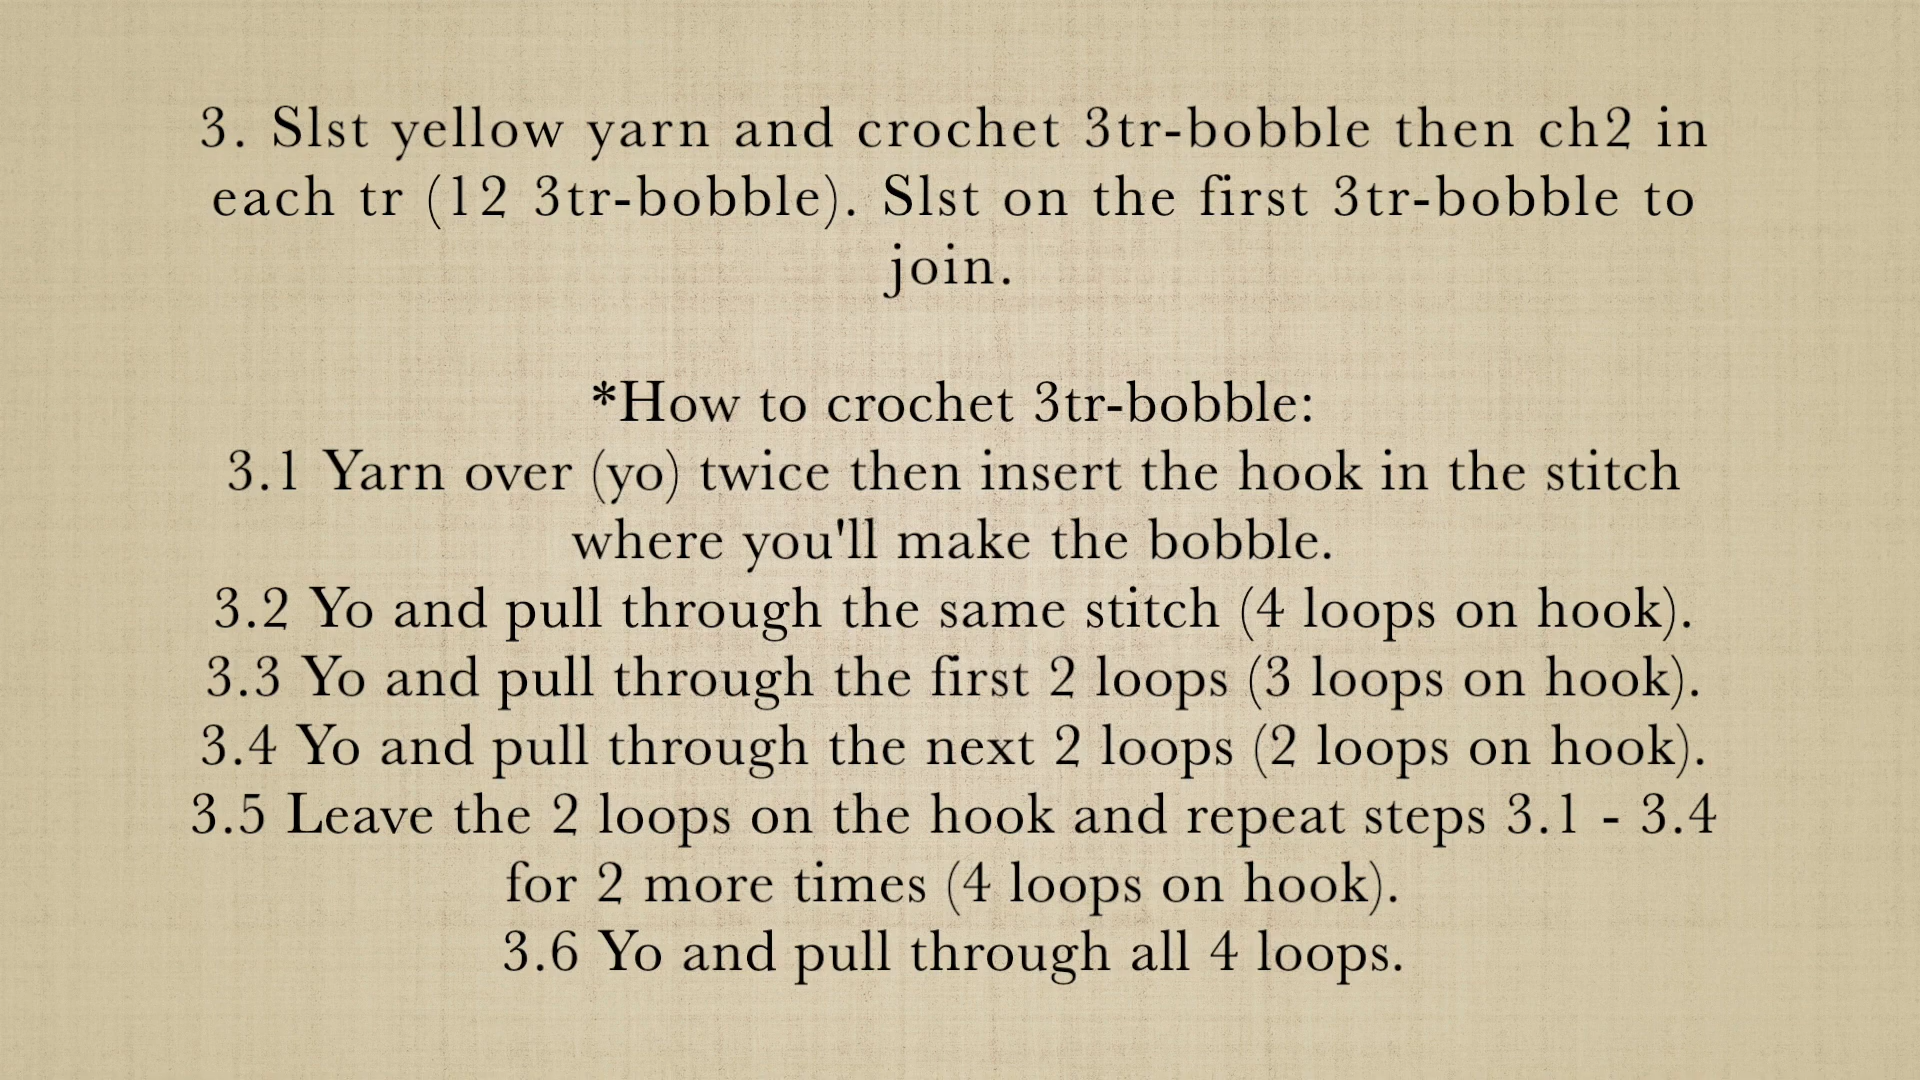 3. Slst yellow yarn and crochet 3tr-bobble then ch2 in
each tr (12 3tr-bobble). Slst on the first 3tr-bobble to
join.
*How to crochet 3tr-bobble:
3.1 Yarn over (yo) twice then insert the hook in the stitch
where you'll make the bobble.
3.2 Yo and pull through the same stitch (4 loops on hook).
3.3 Yo and pull through the first 2 loops (3 loops on hook).
3.4 Yo and pull through the next 2 loops (2 loops on hook).
3.5 Leave the 2 loops on the hook and repeat steps 3.1 - 3.4
for 2 more times (4 loops on hook).
3.6 Yo and pull through all 4 loops.